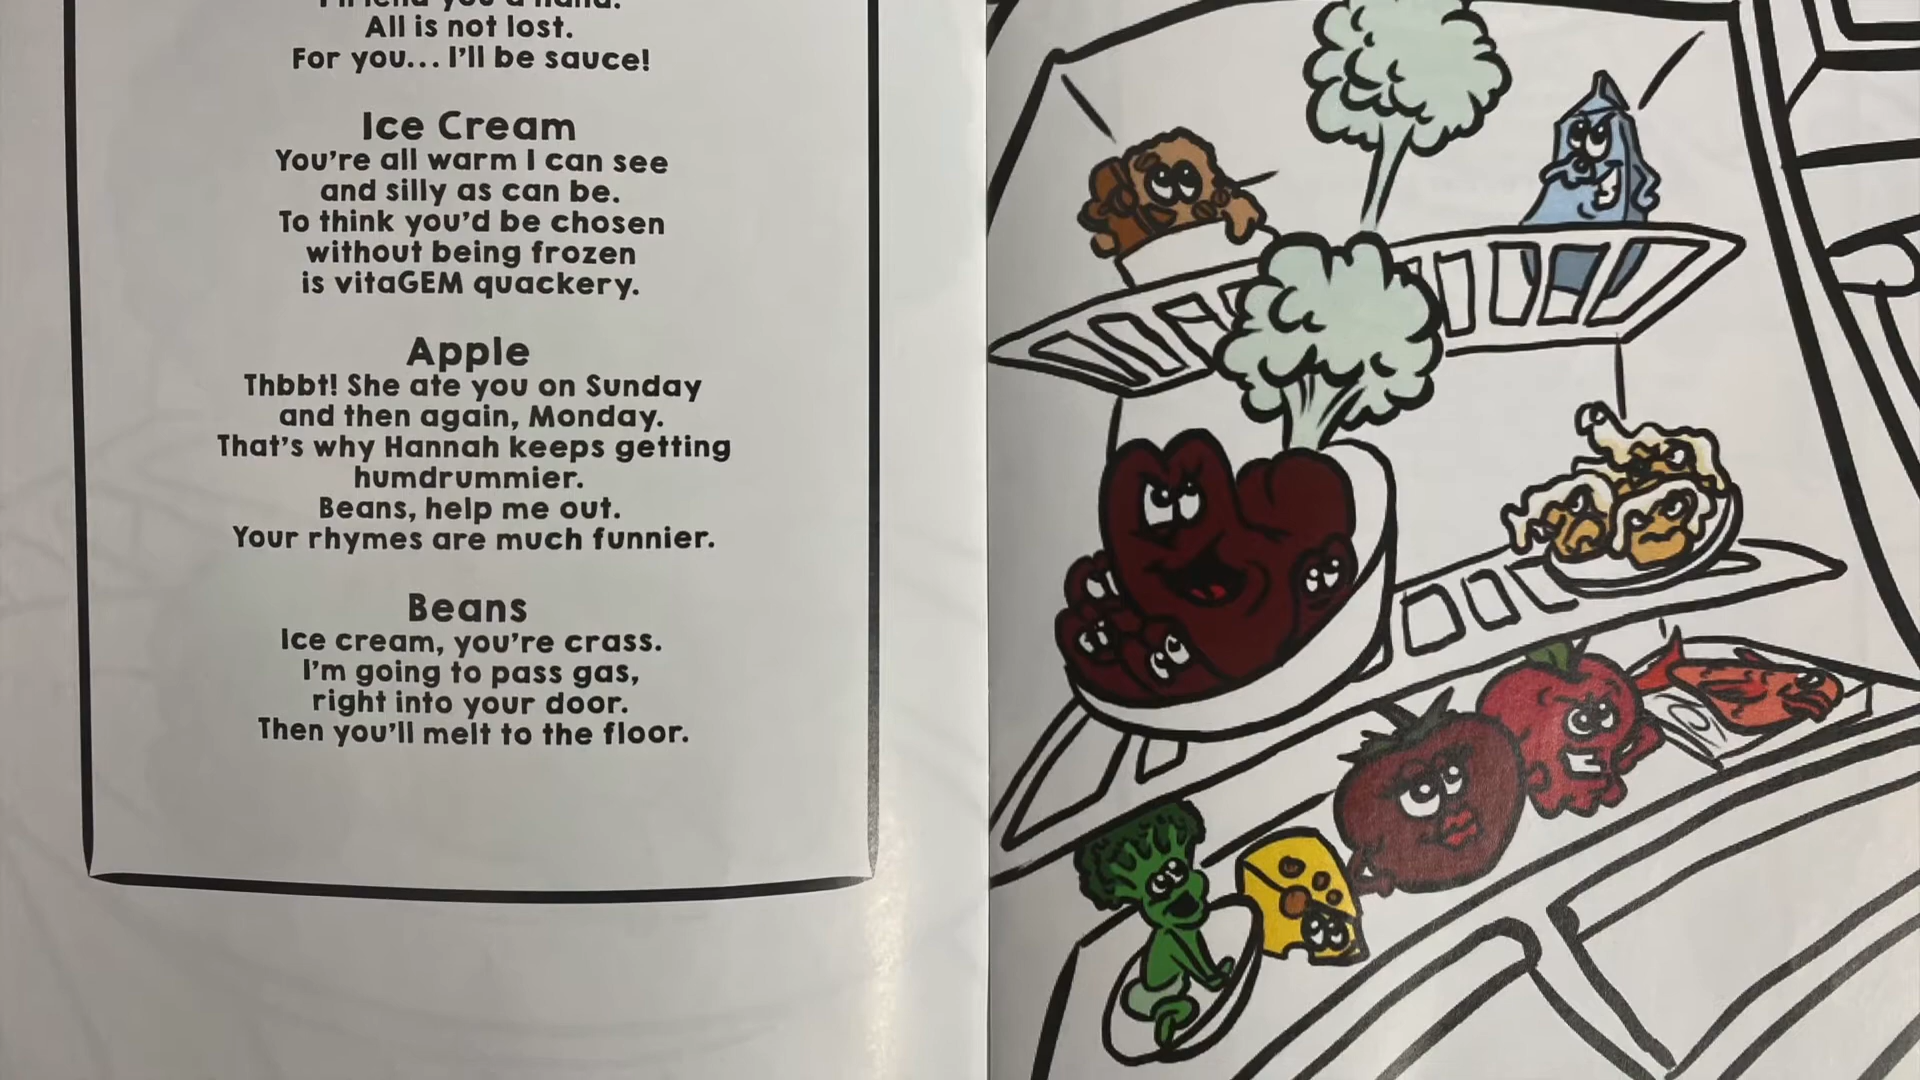 I'll lend you a hand.
All is not lost.
For you... I'll be sauce!
Ice Cream
You're all warm I can see
and silly as can be.
To think you'd be chosen
without being frozen
is vitaGEM quackery.
Apple
Thbbt! She ate you on Sunday
and then again, Monday.
That's why Hannah keeps getting
humdrummier.
Beans, help me out.
Your rhymes are much funnier.
Beans
Ice cream, you're crass.
I'm going to pass gas,
right into your door.
Then you'll melt to the floor.